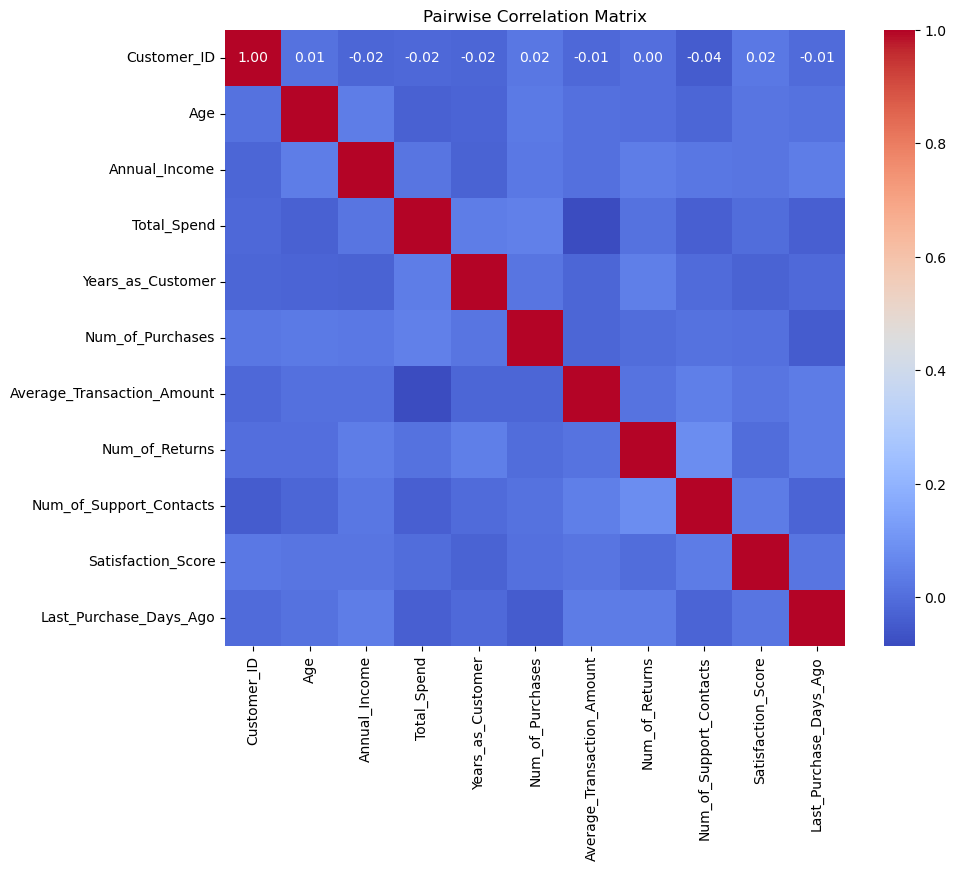 Pairwise Correlation Matrix
Customer_ID 1.00 0.01 -0.02 -0.02 -0.02 0.02 -0.01 0.00 -0.04 0.02 -0.01
Age
Annual_Income
Total_Spend
Years_as_Customer
Num_of_Purchases
Average_Transaction_Amount
Num_of_Returns
Num_of_Support_Contacts
Satisfaction_Score
Last_Purchase_Days_Ago
Customer_ID
Age
Annual_Income
Total_Spend
Years_as_Customer
Num_of_Purchases
Average_Transaction_Amount
Num_of_Returns
Num_of_Support_Contacts
Satisfaction_Score
Last_Purchase_Days_Ago
1.0
0.8
0.6
0.4
0.2
0.0